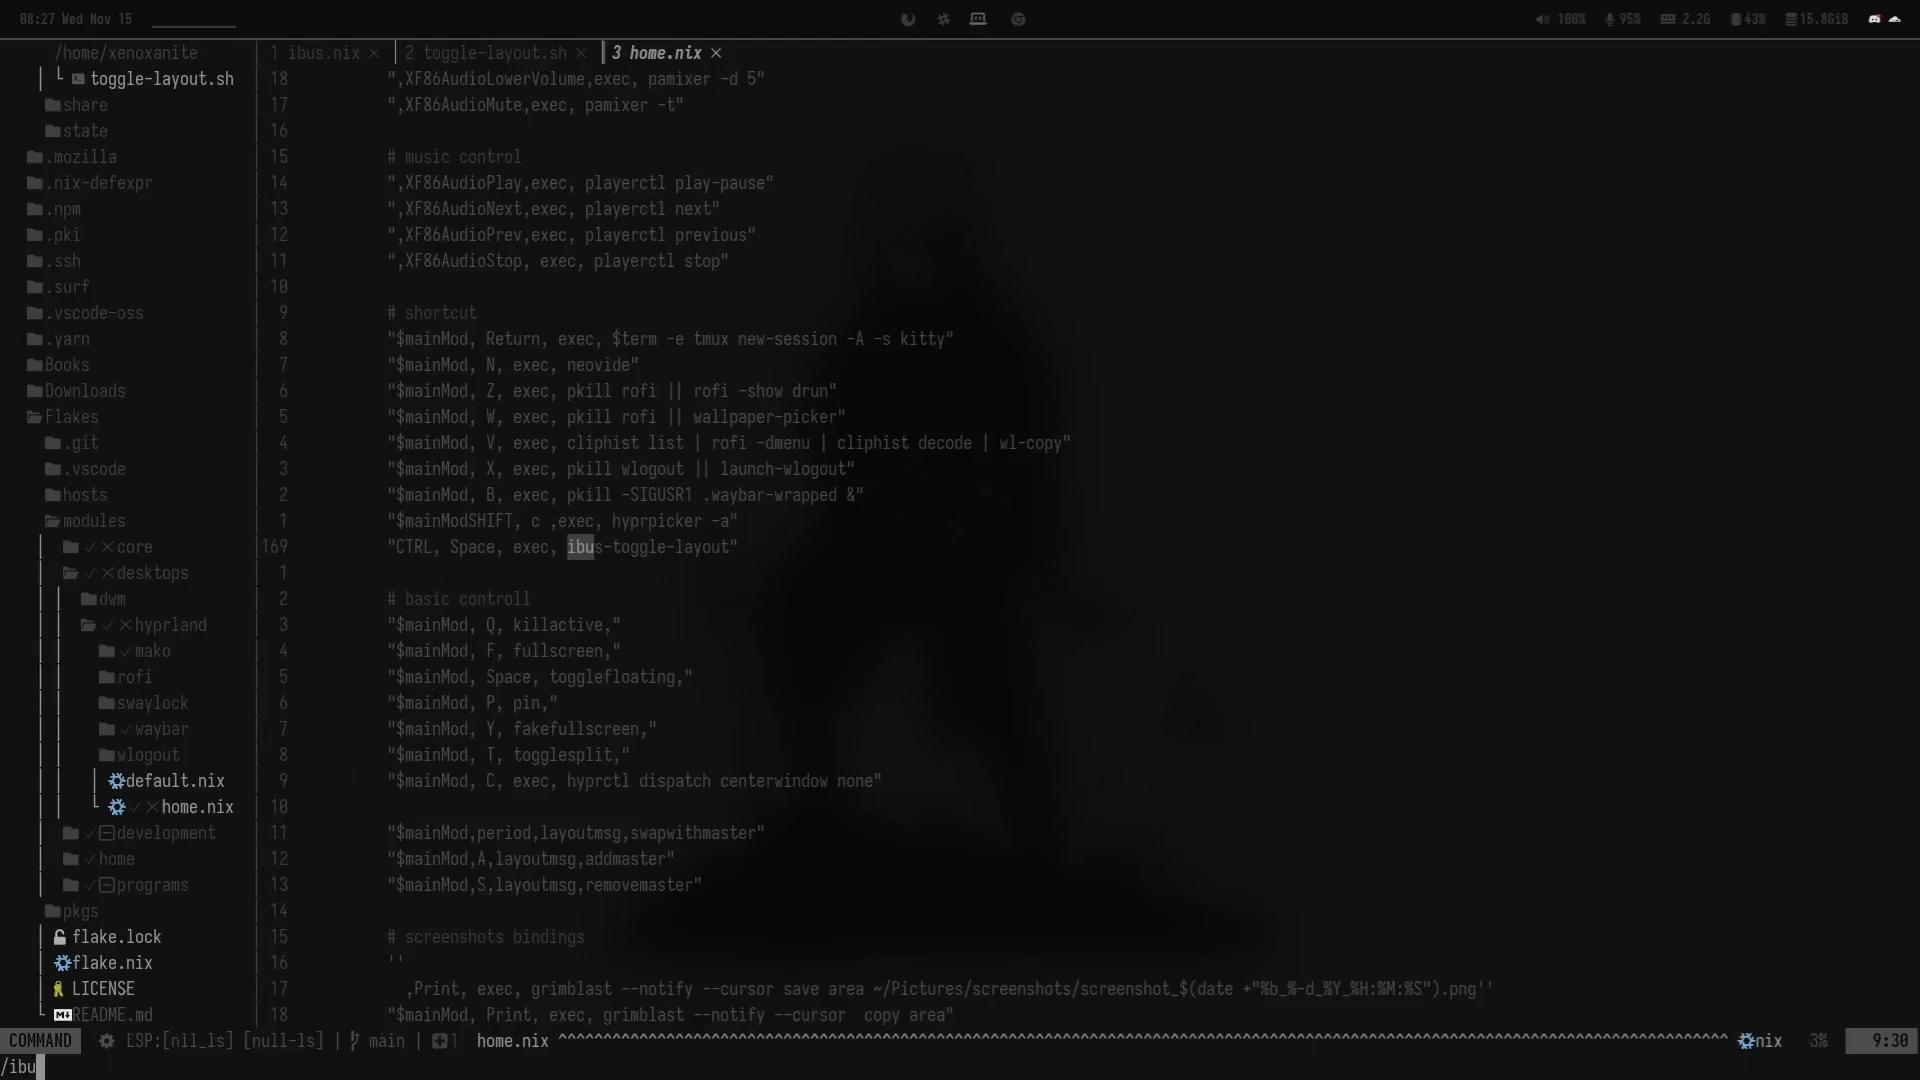 08:27 Wed Nov 15
100% 95% 2.2G 43% 15.8GiB
/home/xenoxanite
1 ibus.nix × 2 toggle-layout.sh × 3 home.nix ×
toggle-layout.sh
share
state
.mozilla
.nix-defexpr
.npm
.pki
.ssh
.surf
.vscode-oss
.yarn
Books
Downloads
Flakes
.git
.vscode
hosts
modules
core
desktops
dwm
hyprland
mako
rofi
swaylock
waybar
wlogout
default.nix
home.nix
development
home
programs
pkgs
flake.lock
flake.nix
LICENSE
README.md
18 ",XF86AudioLowerVolume,exec, pamixer -d 5"
17 ",XF86AudioMute,exec, pamixer -t"
16
15 # music control
14 ",XF86AudioPlay,exec, playerctl play-pause"
13 ",XF86AudioNext,exec, playerctl next"
12 ",XF86AudioPrev,exec, playerctl previous"
11 ",XF86AudioStop, exec, playerctl stop"
10
9 # shortcut
8 "$mainMod, Return, exec, $term -e tmux new-session -A -s kitty"
7 "$mainMod, N, exec, neovide"
6 "$mainMod, Z, exec, pkill rofi || rofi -show drun"
5 "$mainMod, W, exec, pkill rofi || wallpaper-picker"
4 "$mainMod, V, exec, cliphist list | rofi -dmenu | cliphist decode | wl-copy"
3 "$mainMod, X, exec, pkill wlogout || launch-wlogout"
2 "$mainMod, B, exec, pkill -SIGUSR1 .waybar-wrapped &"
1 "$mainModSHIFT, c ,exec, hyprpicker -a"
169 "CTRL, Space, exec, ibus-toggle-layout"
1
2 # basic controll
3 "$mainMod, Q, killactive,"
4 "$mainMod, F, fullscreen,"
5 "$mainMod, Space, togglefloating,"
6 "$mainMod, P, pin,"
7 "$mainMod, Y, fakefullscreen,"
8 "$mainMod, T, togglesplit,"
9 "$mainMod, C, exec, hyprctl dispatch centerwindow none"
10
11 "$mainMod,period,layoutmsg,swapwithmaster"
12 "$mainMod,A,layoutmsg,addmaster"
13 "$mainMod,S,layoutmsg,removemaster"
14
15 # screenshots bindings
16 ''
17 ,Print, exec, grimblast --notify --cursor save area ~/Pictures/screenshots/screenshot_$(date +"%b_%-d_%Y_%H:%M:%S").png''
18 "$mainMod, Print, exec, grimblast --notify --cursor  copy area"
COMMAND LSP:[nil_ls] [null-ls] | main | 1 home.nix ^^^^^^^^^^^^^^^^^^^^^^^^^^^^^^^^^^^^^^^^^^^^^^^^^^^^^^^^^^^^^^^^^^^^^^^^^^^^^^^^^^^^^^^^^^^^^^^^^^^^^^^^^^^^^^^^^^^^^^^^^^^^^^^^^^ nix 3% 9:30
/ibu